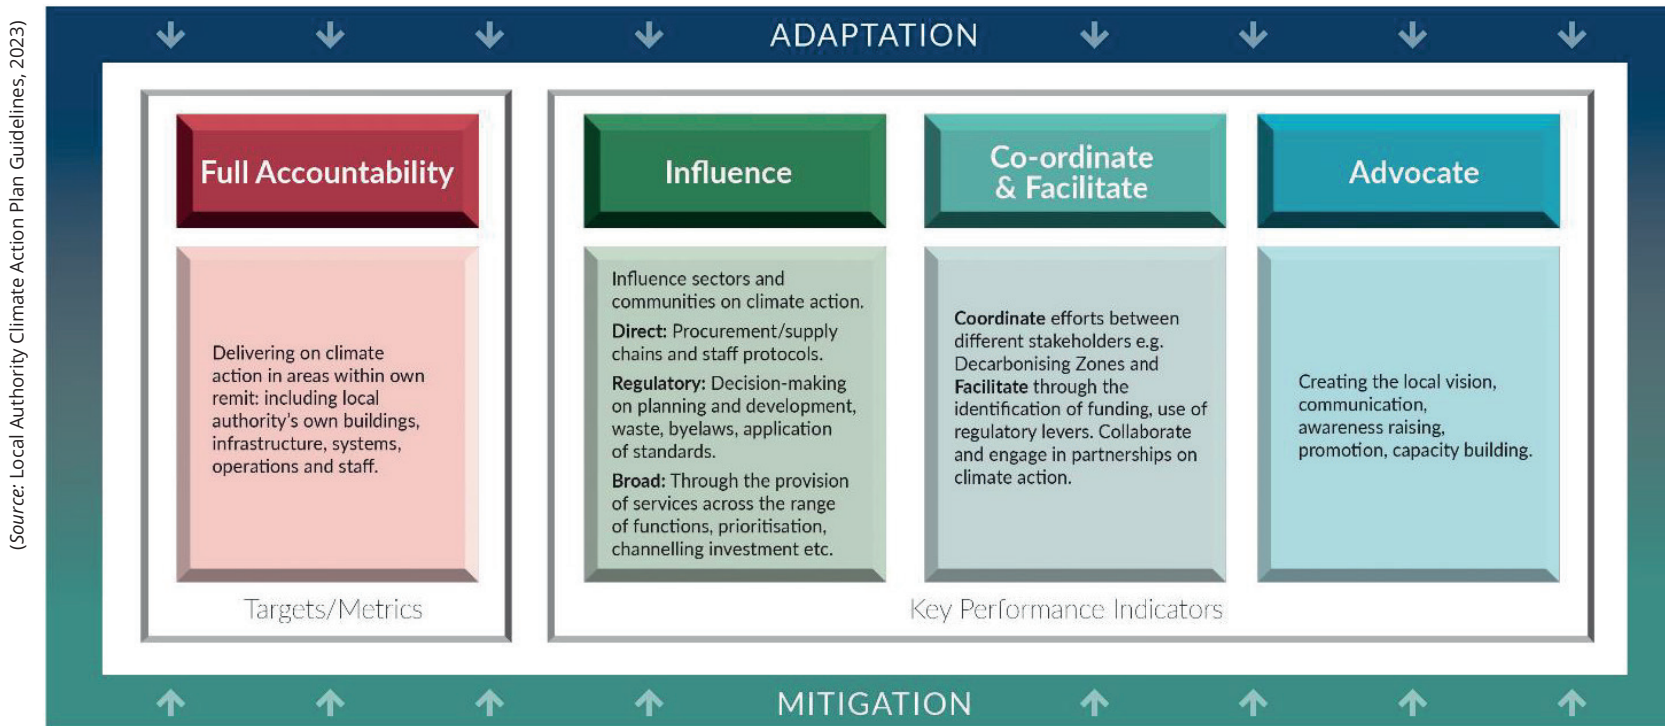 (Source: Local Authority Climate Action Plan Guidelines, 2023)
ADAPTATION
Full Accountability
Delivering on climate
action in areas within own
remit: including local
authority's own buildings,
infrastructure, systems,
operations and staff.
Targets/Metrics
Influence
Influence sectors and
communities on climate action.
Direct: Procurement/supply
chains and staff protocols.
Regulatory: Decision-making
on planning and development,
waste, byelaws, application
of standards.
Broad: Through the provision
of services across the range
of functions, prioritisation,
channelling investment etc.
Co-ordinate
& Facilitate
Coordinate efforts between
different stakeholders e.g.
Decarbonising Zones and
Facilitate through the
identification of funding, use of
regulatory levers. Collaborate
and engage in partnerships on
climate action.
Advocate
Creating the local vision,
communication,
awareness raising,
promotion, capacity building.
Key Performance Indicators
MITIGATION